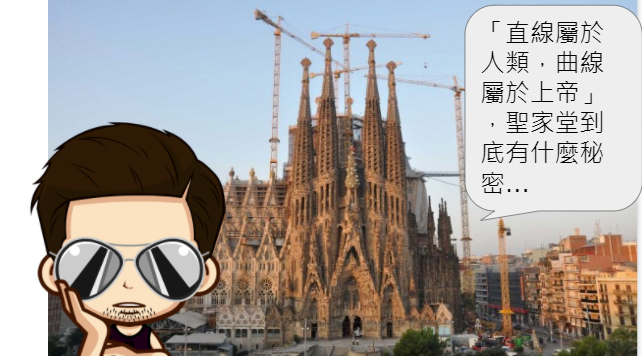 「直線屬於
人類，曲線
屬於上帝」
，聖家堂到
底有什麼秘
密...